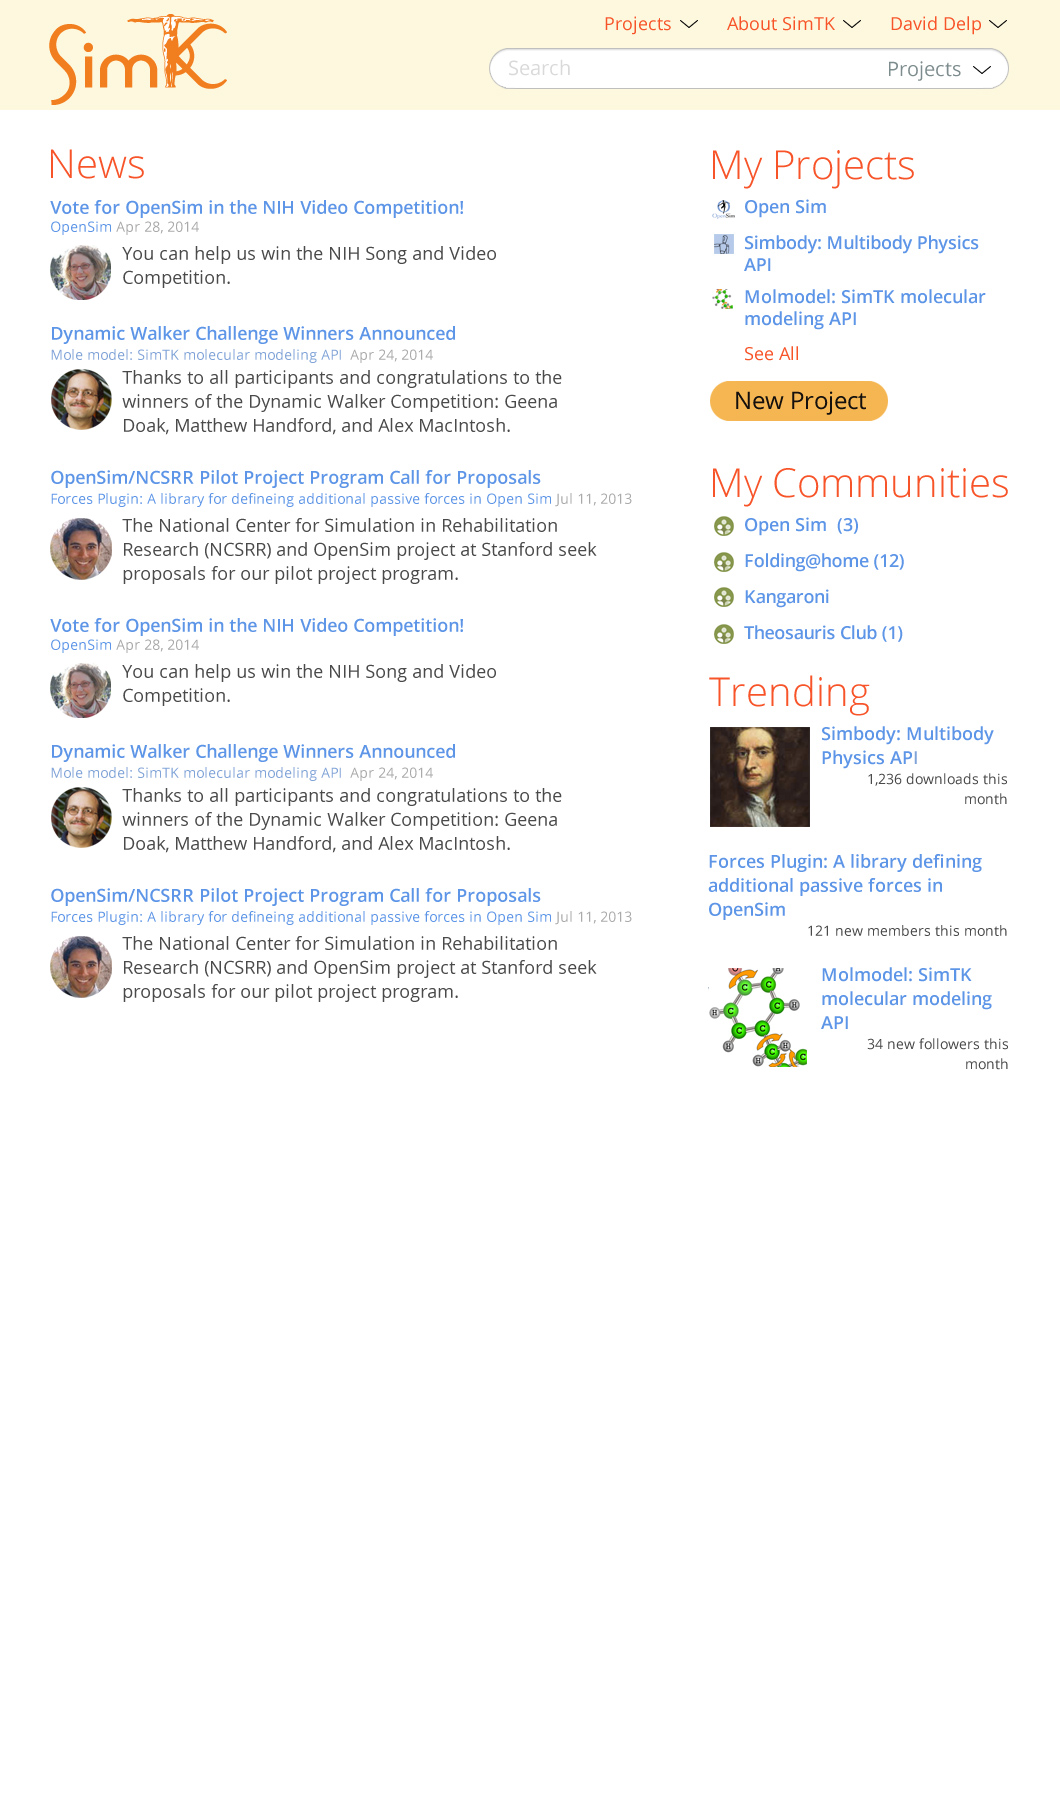 SimTK
Projects
About SimTK
David Delp
Search
Projects
News
Vote for OpenSim in the NIH Video Competition!
OpenSim Apr 28, 2014
You can help us win the NIH Song and Video
Competition.
Dynamic Walker Challenge Winners Announced
Mole model: SimTK molecular modeling API Apr 24, 2014
Thanks to all participants and congratulations to the
winners of the Dynamic Walker Competition: Geena
Doak, Matthew Handford, and Alex MacIntosh.
OpenSim/NCSRR Pilot Project Program Call for Proposals
Forces Plugin: A library for defineing additional passive forces in Open Sim Jul 11, 2013
The National Center for Simulation in Rehabilitation
Research (NCSRR) and OpenSim project at Stanford seek
proposals for our pilot project program.
Vote for OpenSim in the NIH Video Competition!
OpenSim Apr 28, 2014
You can help us win the NIH Song and Video
Competition.
Dynamic Walker Challenge Winners Announced
Mole model: SimTK molecular modeling API Apr 24, 2014
Thanks to all participants and congratulations to the
winners of the Dynamic Walker Competition: Geena
Doak, Matthew Handford, and Alex MacIntosh.
OpenSim/NCSRR Pilot Project Program Call for Proposals
Forces Plugin: A library for defineing additional passive forces in Open Sim Jul 11, 2013
The National Center for Simulation in Rehabilitation
Research (NCSRR) and OpenSim project at Stanford seek
proposals for our pilot project program.
My Projects
OpenSim
Open Sim
Simbody: Multibody Physics
API
Molmodel: SimTK molecular
modeling API
See All
New Project
My Communities
Open Sim (3)
Folding@home (12)
Kangaroni
Theosauris Club (1)
Trending
Simbody: Multibody
Physics API
1,236 downloads this
month
Forces Plugin: A library defining
additional passive forces in
OpenSim
121 new members this month
Molmodel: SimTK
molecular modeling
API
34 new followers this
month
C C
H C C H
C C
H C H
H C